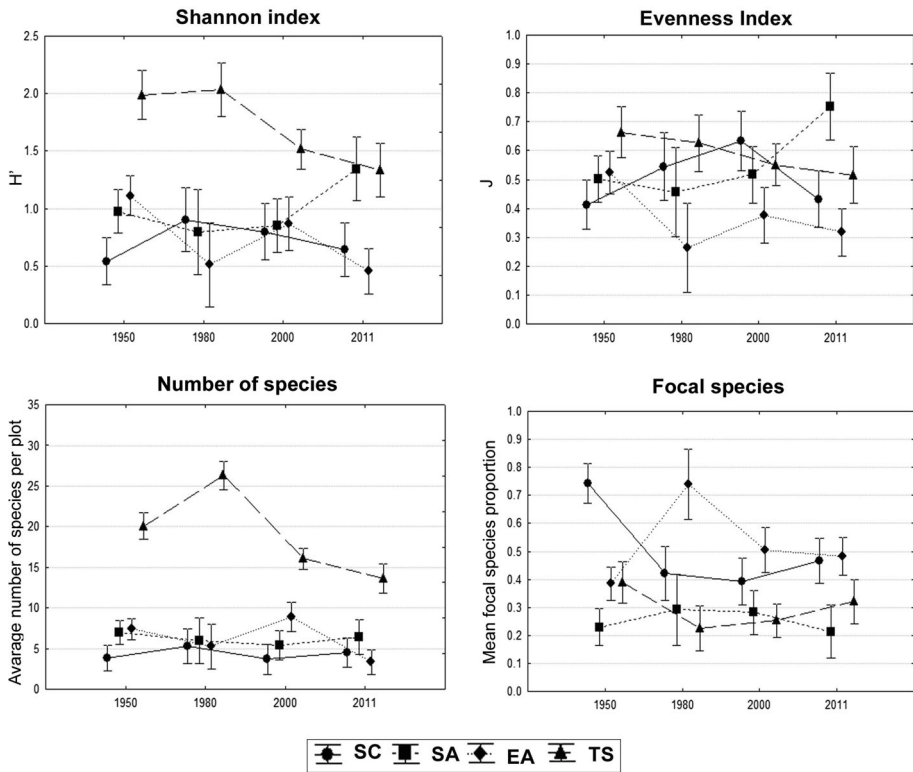 Shannon index
2.5
2.0
1.5
1.0
0.5
0.0
H'
1950 1980 2000 2011
Evenness Index
1.0
0.9
0.8
0.7
0.6
0.5
0.4
0.3
0.2
0.1
0.0
J
1950 1980 2000 2011
Number of species
35
30
25
20
15
10
5
0
Avarage number of species per plot
1950 1980 2000 2011
Focal species
1.0
0.9
0.8
0.7
0.6
0.5
0.4
0.3
0.2
0.1
0.0
Mean focal species proportion
1950 1980 2000 2011
SC SA EA TS